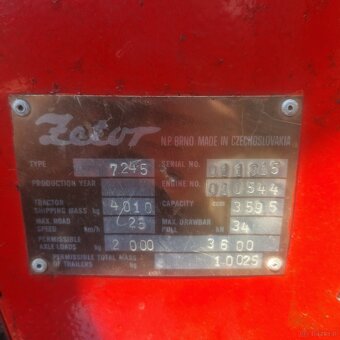 Zetor N.P. BRNO MADE IN CZECHOSLOVAKIA
TYPE 7245 SERIAL NO.
PRODUCTION YEAR ENGINE NO.
TRACTOR SHIPPING MASS kg 4010 CAPACITY ccm 3595
MAX. ROAD SPEED km/h 25 MAX. DRAWBAR PULL kN 34
PERMISSIBLE AXLE LOADS kg 2000 3600
PERMISSIBLE TOTAL MASS OF TRAILERS kg 10025